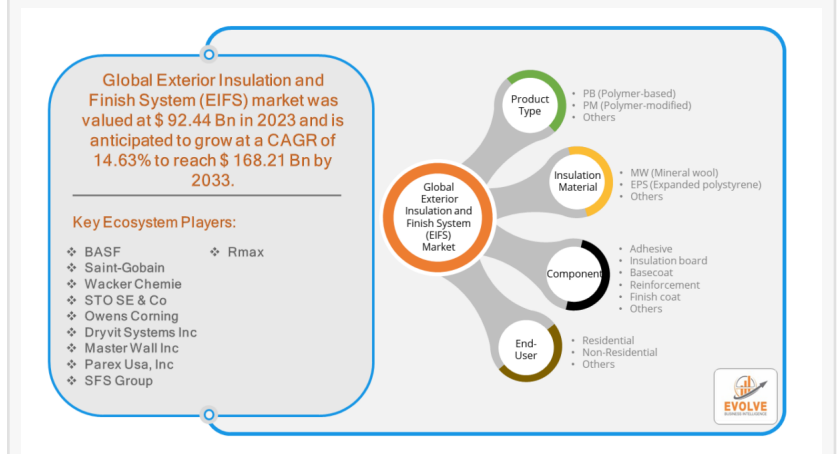 Global Exterior Insulation and
Finish System (EIFS) market was
valued at $ 92.44 Bn in 2023 and is
anticipated to grow at a CAGR of
14.63% to reach $ 168.21 Bn by
2033.
Key Ecosystem Players:
❖ BASF
❖ Saint-Gobain
❖ Wacker Chemie
❖ STO SE & Co
❖ Owens Corning
❖ Dryvit Systems Inc
❖ Master Wall Inc
❖ Parex Usa, Inc
❖ SFS Group
❖ Rmax
Global
Exterior
Insulation and
Finish System
(EIFS)
Market
Product
Type
• PB (Polymer-based)
• PM (Polymer-modified)
• Others
Insulation
Material
• MW (Mineral wool)
• EPS (Expanded polystyrene)
• Others
Component
• Adhesive
• Insulation board
• Basecoat
• Reinforcement
• Finish coat
• Others
End-
User
• Residential
• Non-Residential
• Others
EVOLVE
BUSINESS INTELLIGENCE